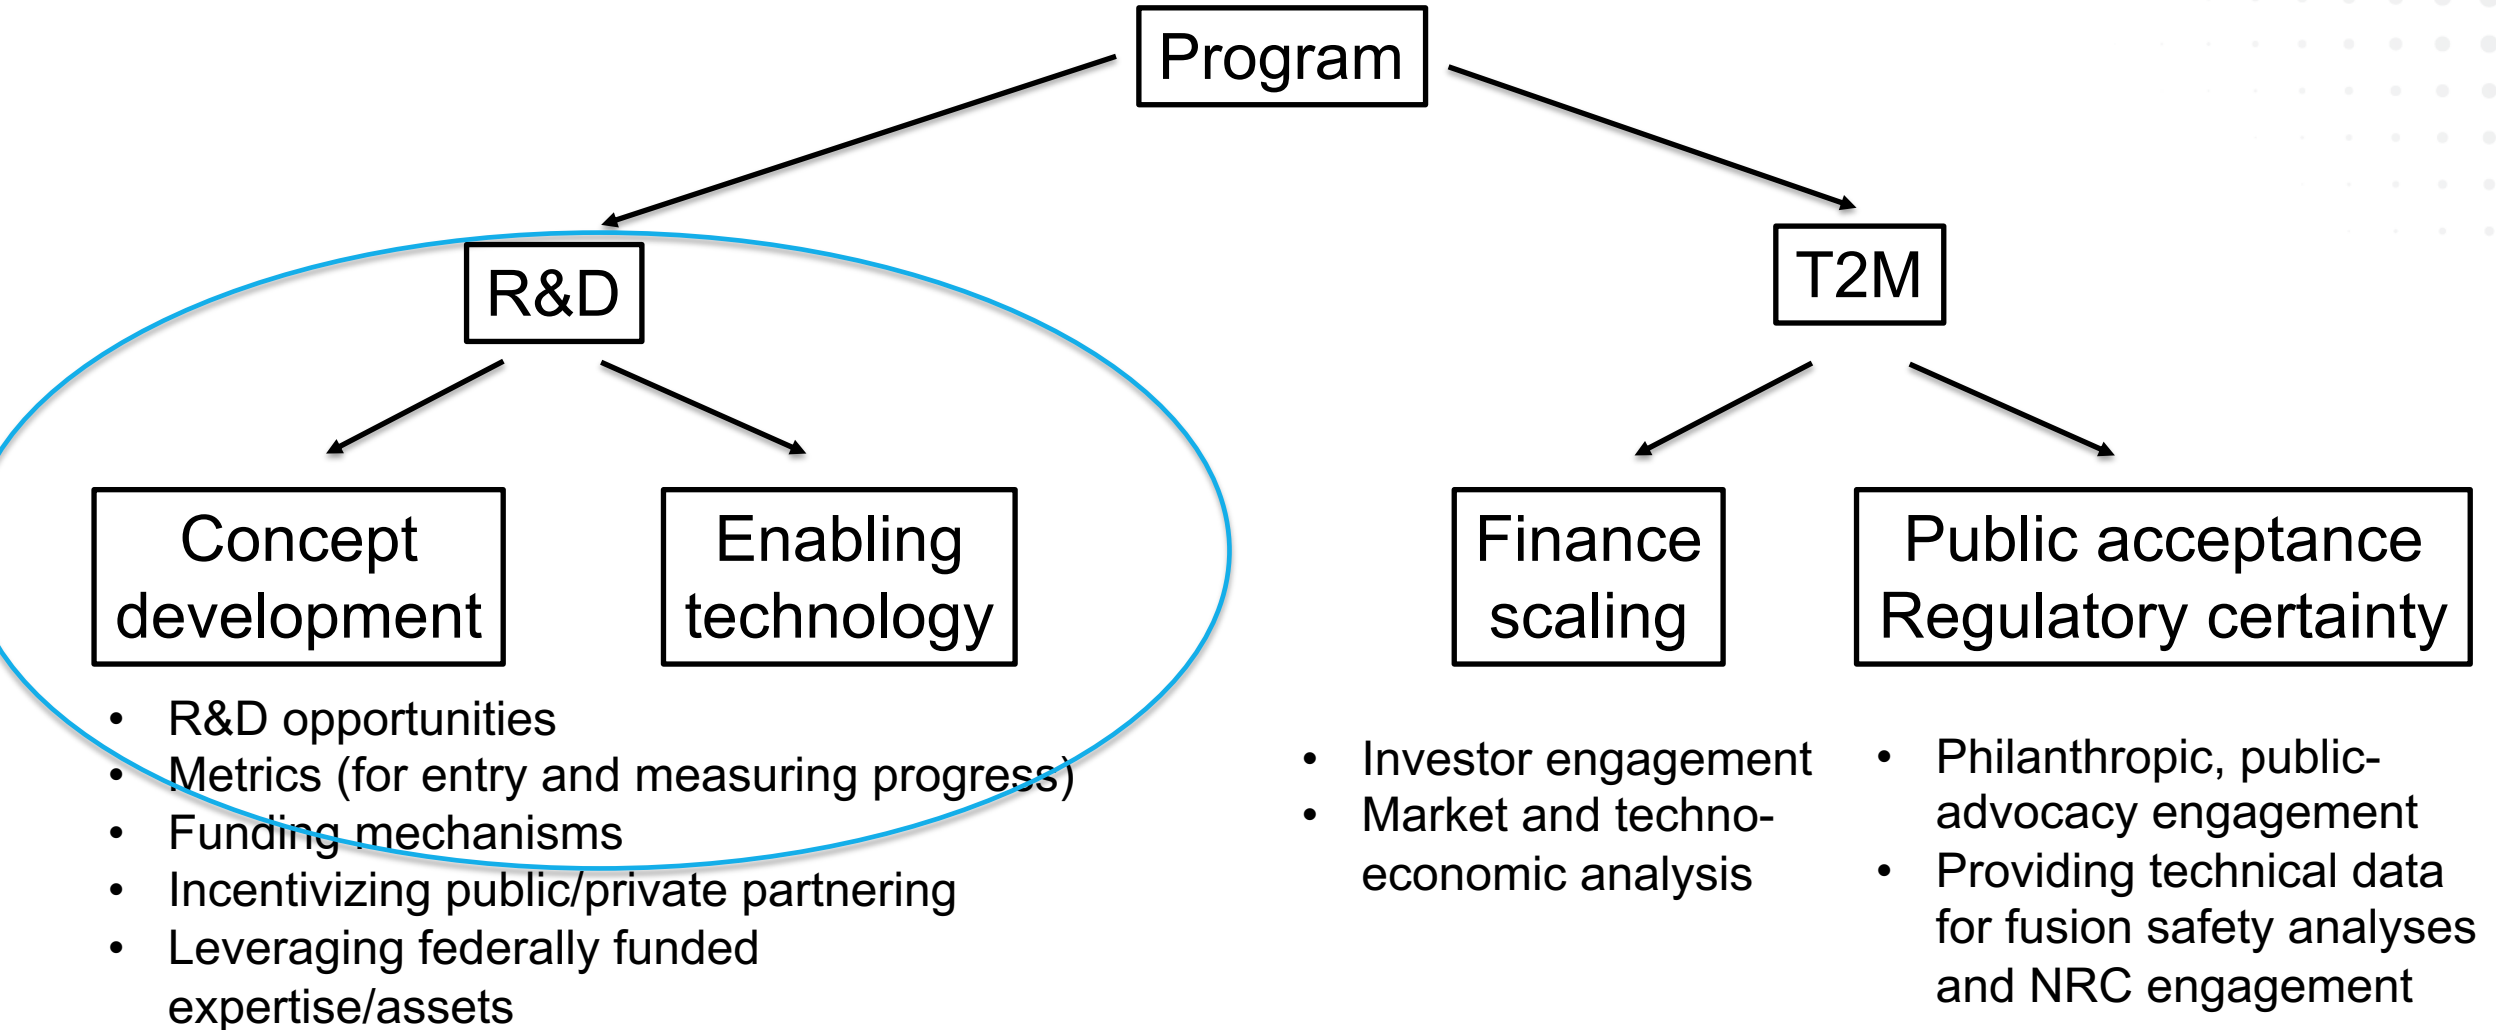 Program
R&D
T2M
Concept
development
Enabling
technology
Finance
scaling
Public acceptance
Regulatory certainty
• R&D opportunities
• Metrics (for entry and measuring progress)
• Funding mechanisms
• Incentivizing public/private partnering
• Leveraging federally funded
expertise/assets
• Investor engagement
• Market and techno-
economic analysis
• Philanthropic, public-
advocacy engagement
• Providing technical data
for fusion safety analyses
and NRC engagement